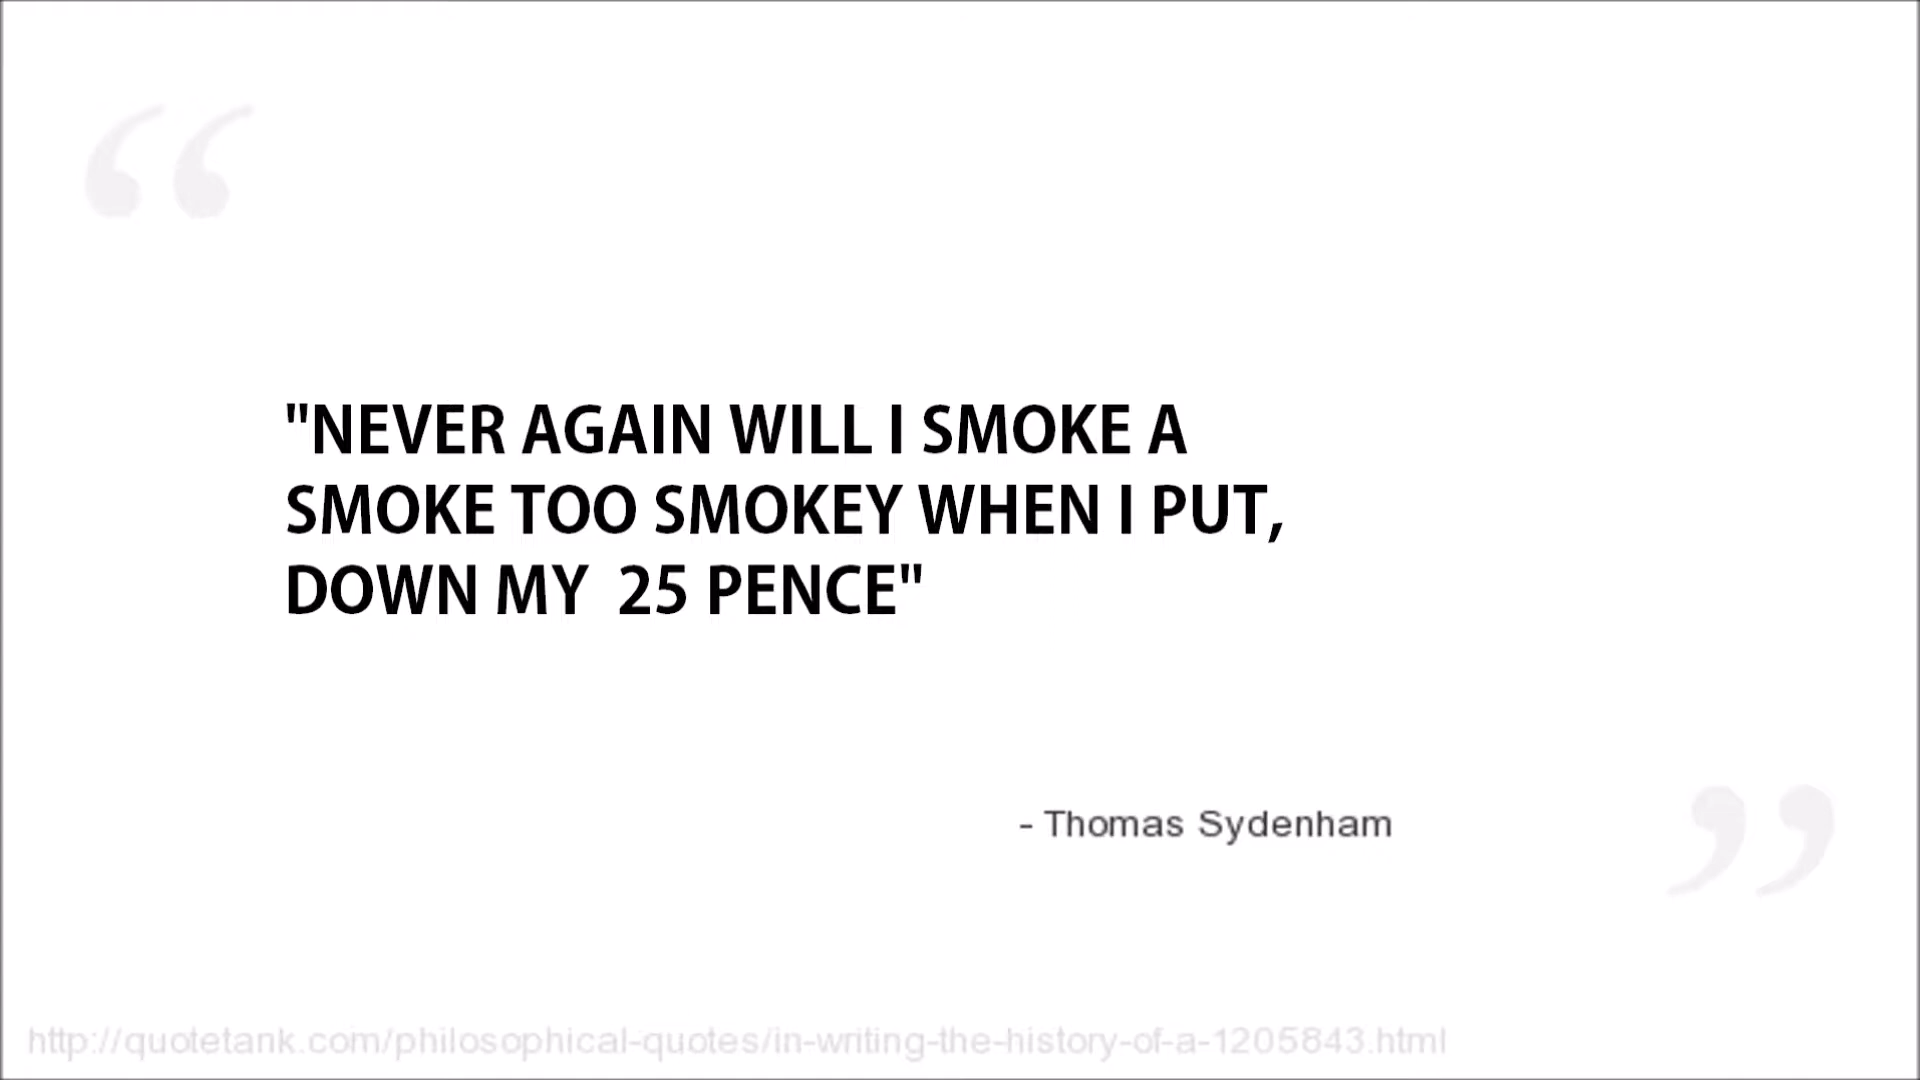 "NEVER AGAIN WILL I SMOKE A
SMOKE TOO SMOKEY WHEN I PUT,
DOWN MY  25 PENCE"
- Thomas Sydenham
http://quotetank.com/philosophical-quotes/in-writing-the-history-of-a-1205843.html